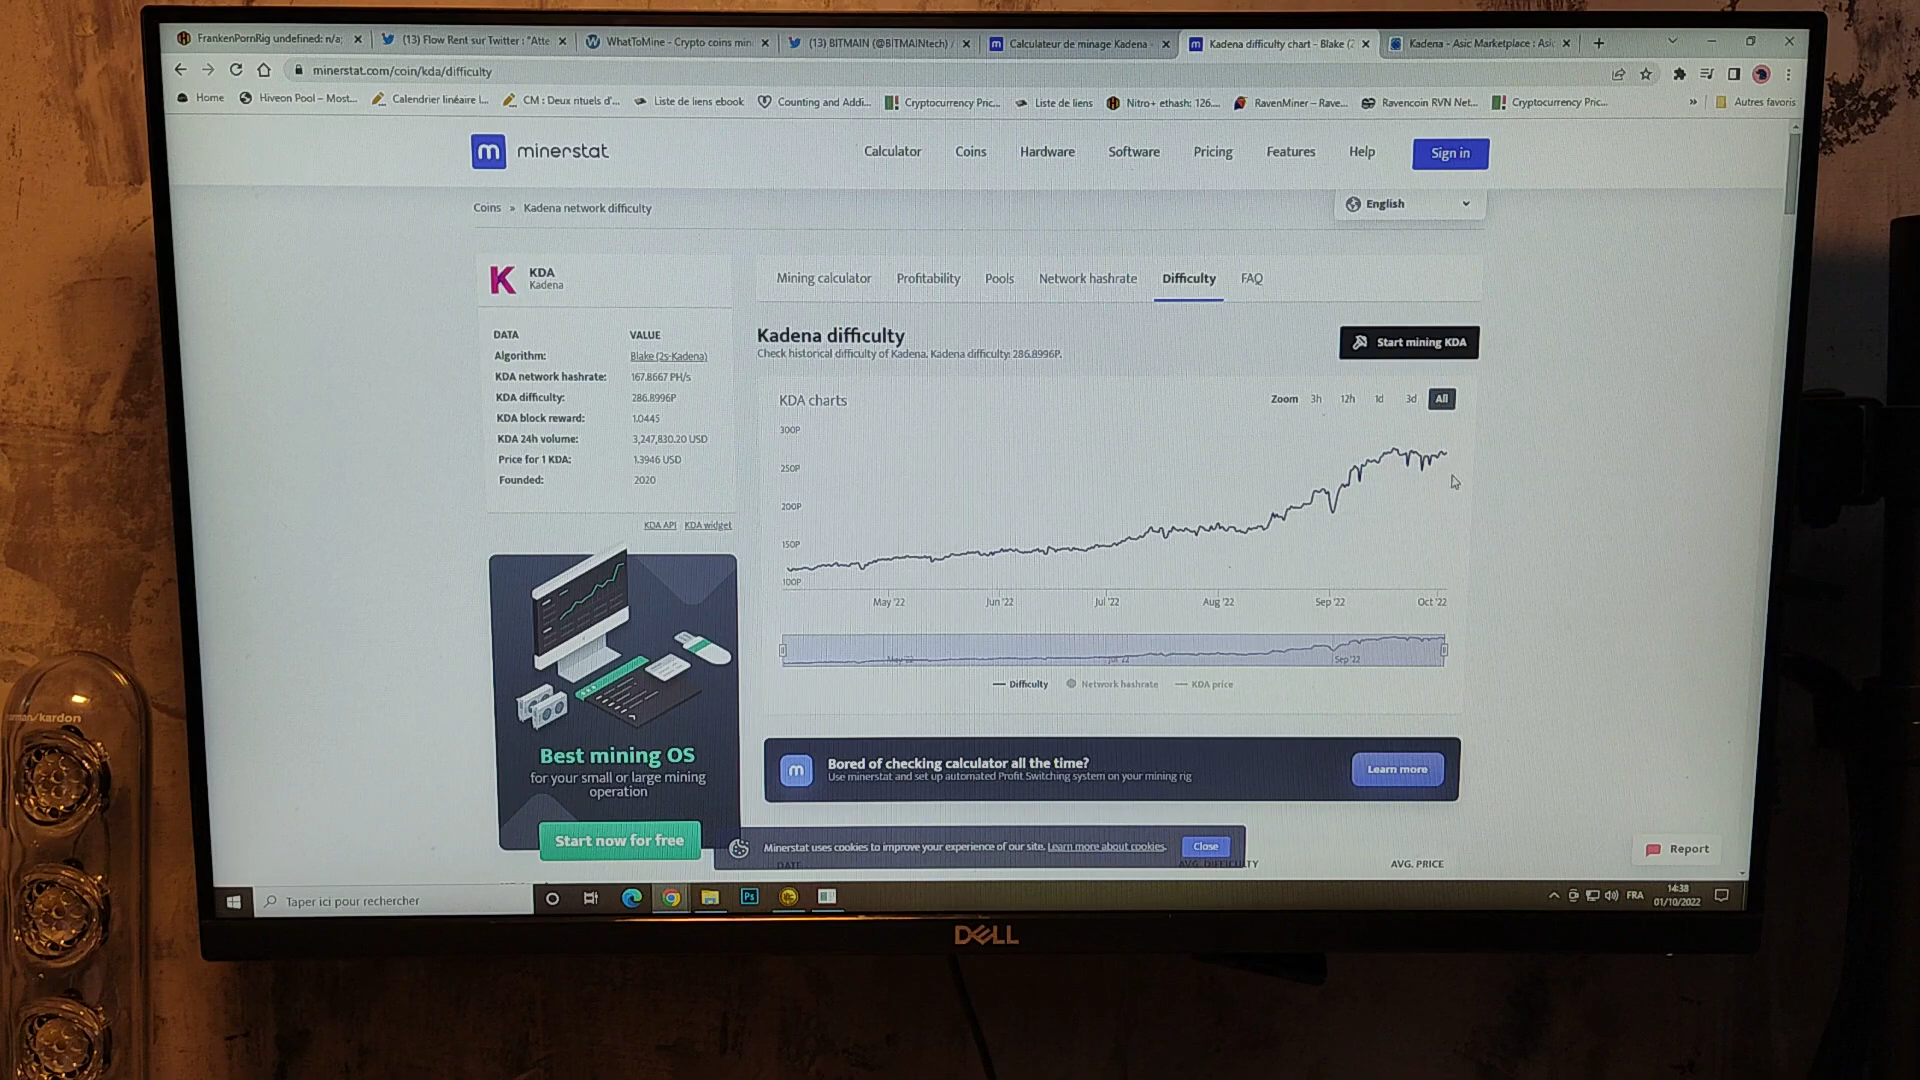 FrankenPornRig undefined: n/a;
(13) Flow Rent sur Twitter : "Atte
WhatToMine - Crypto coins min
(13) BITMAIN (@BITMAINtech) /
Calculateur de minage Kadena -
Kadena difficulty chart - Blake (2
Kadena - Asic Marketplace : Asi
minerstat.com/coin/kda/difficulty
Home
Hiveon Pool – Most...
Calendrier linéaire l...
CM : Deux rituels d'...
Liste de liens ebook
Counting and Addi...
Cryptocurrency Pric...
Liste de liens
Nitro+ ethash: 126....
RavenMiner – Rave...
Ravencoin RVN Net...
Cryptocurrency Pric...
»
Autres favoris
m minerstat
Calculator
Coins
Hardware
Software
Pricing
Features
Help
Sign in
Coins » Kadena network difficulty
English
KDA
Kadena
Mining calculator
Profitability
Pools
Network hashrate
Difficulty
FAQ
DATA VALUE
Algorithm: Blake (2s-Kadena)
KDA network hashrate: 167.8667 PH/s
KDA difficulty: 286.8996P
KDA block reward: 1.0445
KDA 24h volume: 3,247,830.20 USD
Price for 1 KDA: 1.3946 USD
Founded: 2020
KDA API KDA widget
Kadena difficulty
Check historical difficulty of Kadena. Kadena difficulty: 286.8996P.
Start mining KDA
KDA charts
Zoom 3h 12h 1d 3d All
300P
250P
200P
150P
100P
May '22 Jun '22 Jul '22 Aug '22 Sep '22 Oct '22
May '22 Jul '22 Sep '22
Difficulty Network hashrate KDA price
Best mining OS
for your small or large mining
operation
Start now for free
m
Bored of checking calculator all the time?
Use minerstat and set up automated Profit Switching system on your mining rig
Learn more
Minerstat uses cookies to improve your experience of our site. Learn more about cookies.
Close
DATE AVG. DIFFICULTY AVG. PRICE
Report
Taper ici pour rechercher
Ps
FRA
14:38
01/10/2022
DELL
harman/kardon